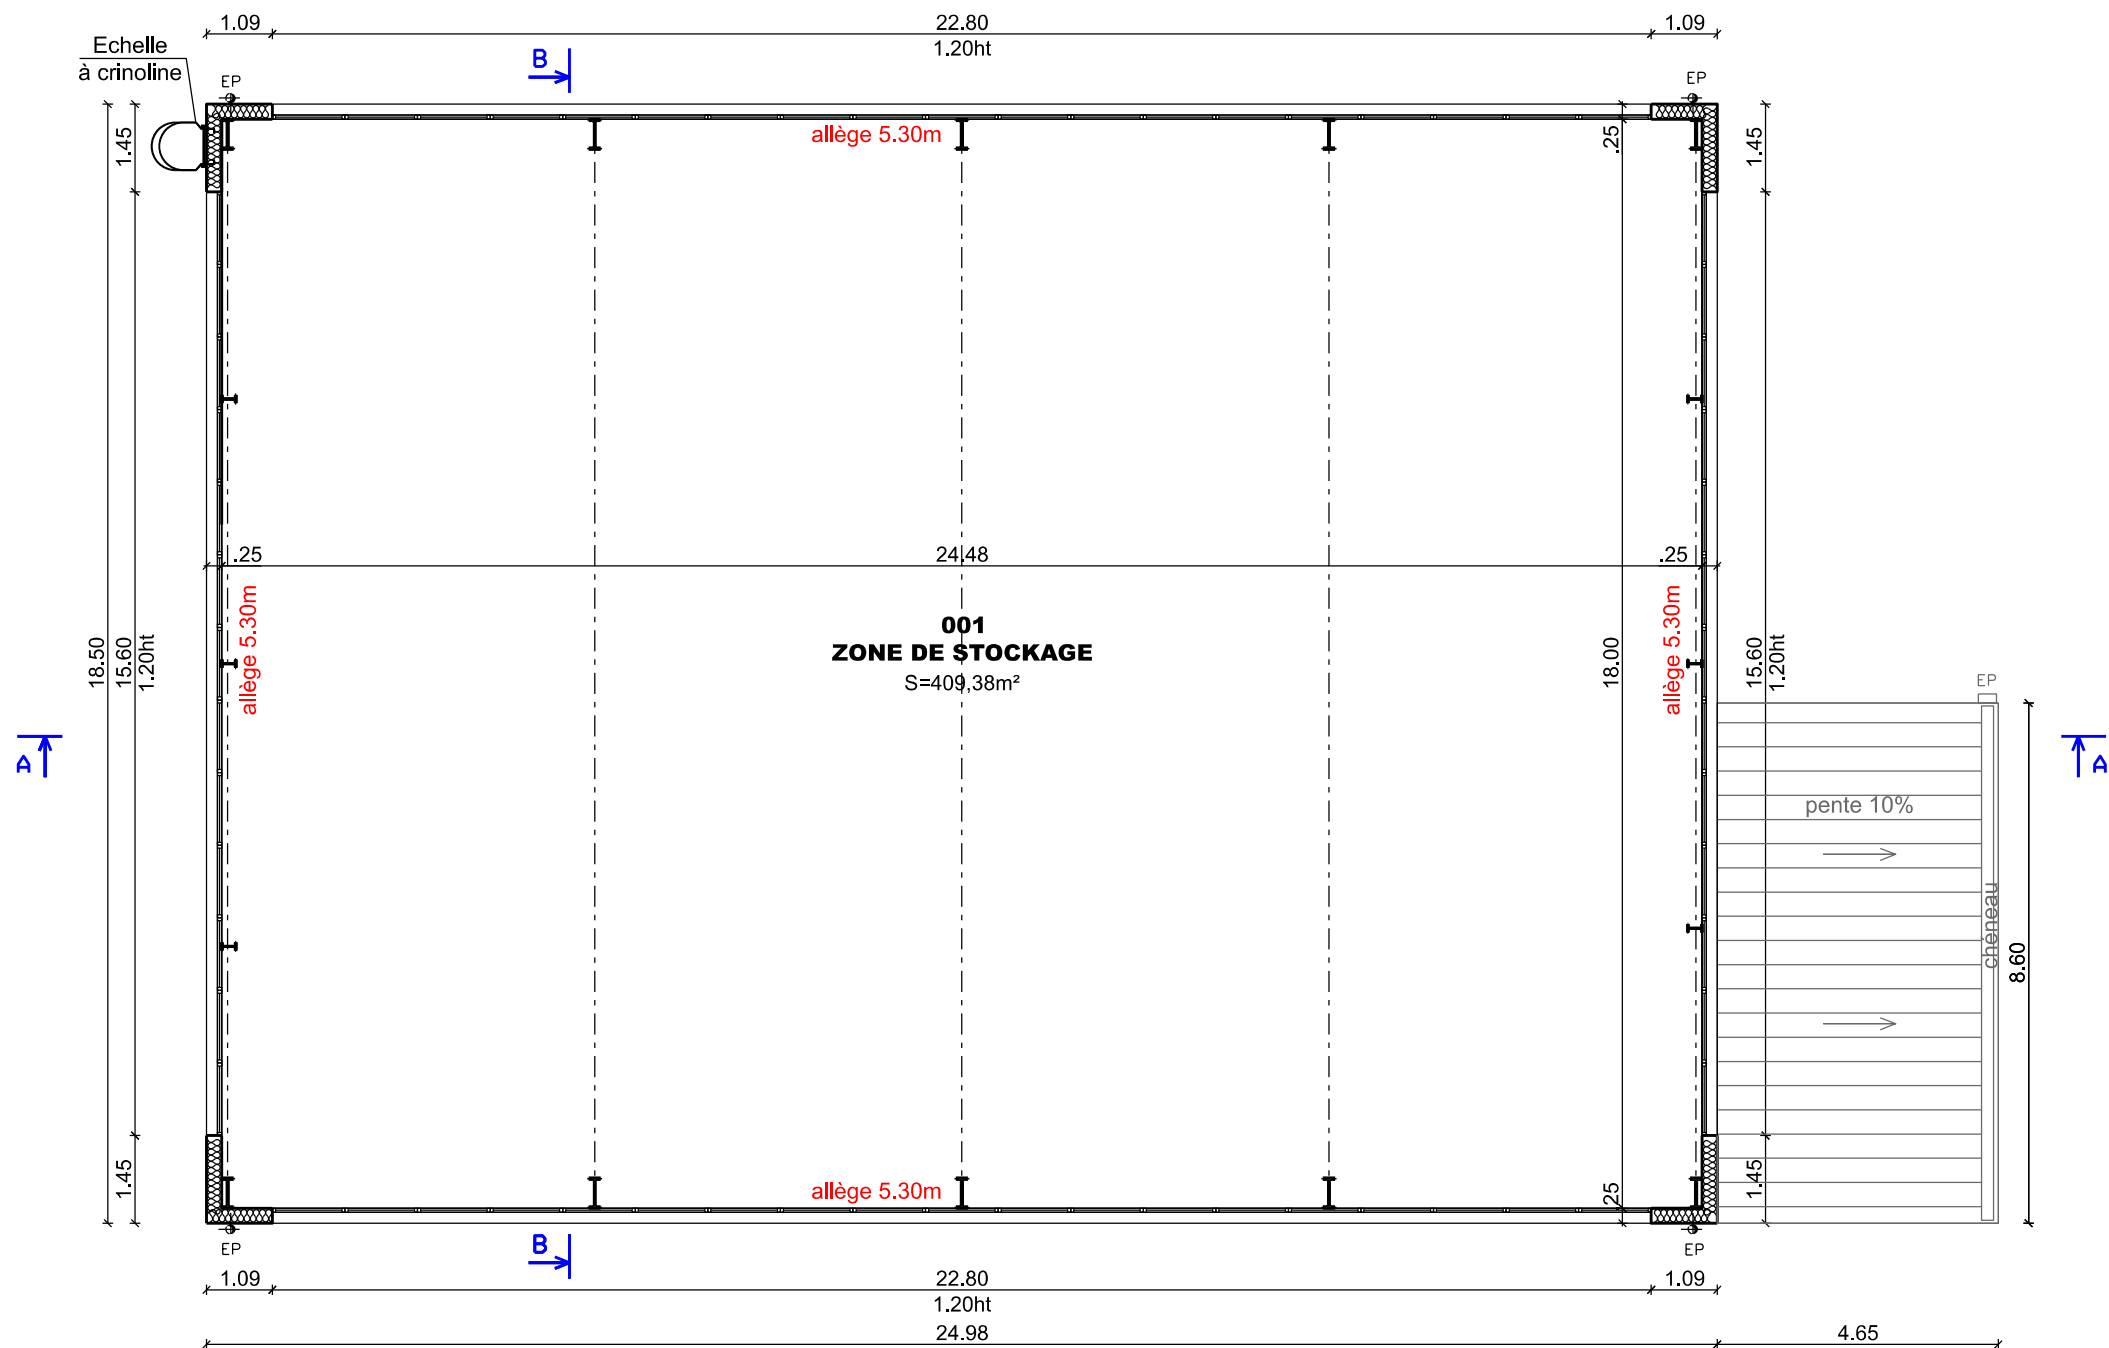 1.09
22.80
1.09
1.20ht
Echelle
à crinoline
B
EP
EP
allège 5.30m
1.45
.25
1.45
.25
24.48
.25
001
ZONE DE STOCKAGE
S=409,38m²
18.50
15.60
1.20ht
allège 5.30m
18.00
allège 5.30m
15.60
1.20ht
EP
A
A
pente 10%
chéneau
8.60
1.45
allège 5.30m
.25
1.45
EP
B
EP
1.09
22.80
1.09
1.20ht
24.98
4.65